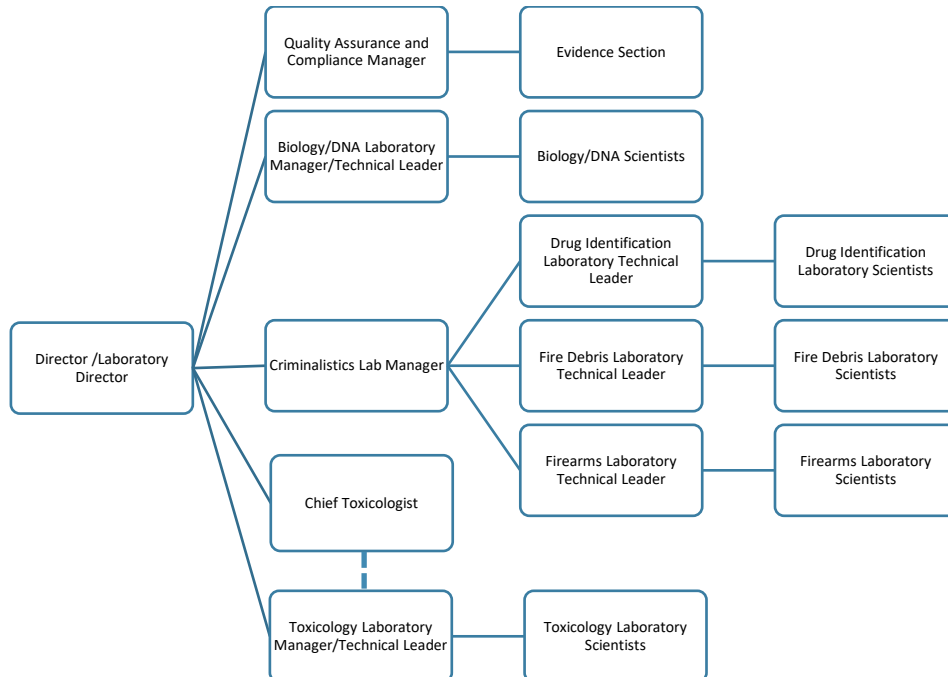 Quality Assurance and
Compliance Manager
Evidence Section
Biology/DNA Laboratory
Manager/Technical Leader
Biology/DNA Scientists
Drug Identification
Laboratory Technical
Leader
Drug Identification
Laboratory Scientists
Director /Laboratory
Director
Criminalistics Lab Manager
Fire Debris Laboratory
Technical Leader
Fire Debris Laboratory
Scientists
Firearms Laboratory
Technical Leader
Firearms Laboratory
Scientists
Chief Toxicologist
Toxicology Laboratory
Manager/Technical Leader
Toxicology Laboratory
Scientists